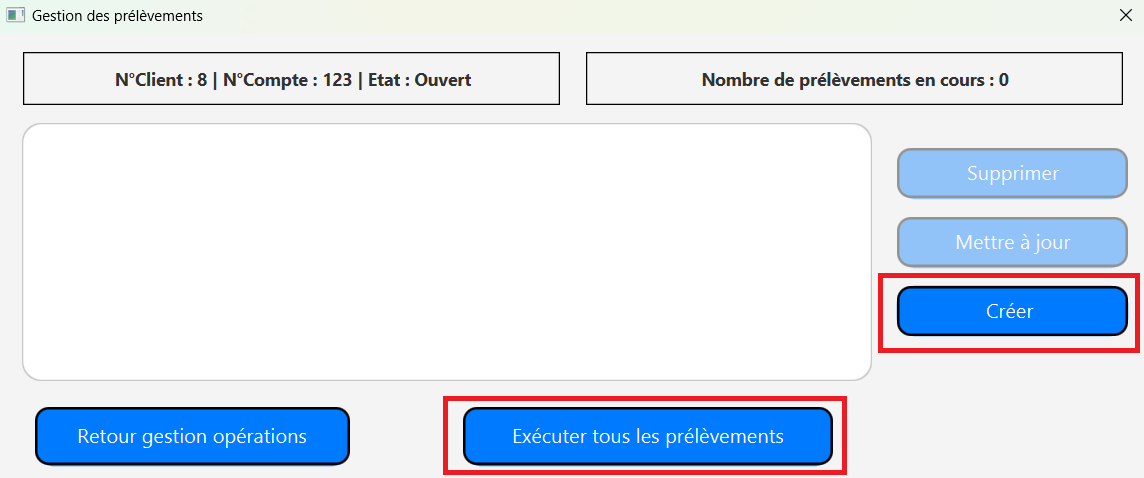 Gestion des prélèvements
N°Client : 8 | N°Compte : 123 | Etat : Ouvert
Nombre de prélèvements en cours : 0
Supprimer
Mettre à jour
Créer
Retour gestion opérations
Exécuter tous les prélèvements